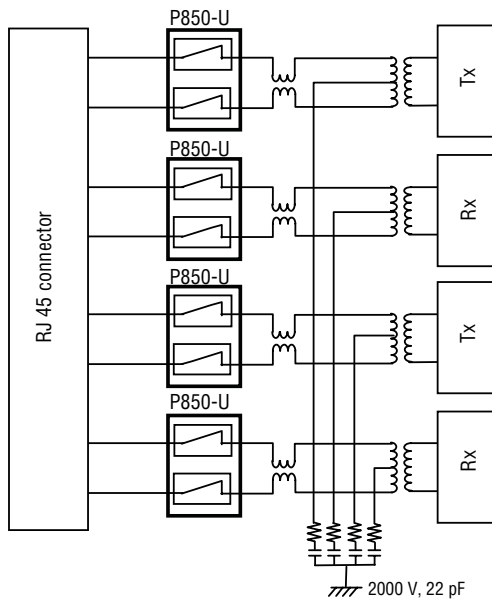 P850-U
Tx
P850-U
Rx
RJ 45 connector
P850-U
Tx
P850-U
Rx
2000 V, 22 pF